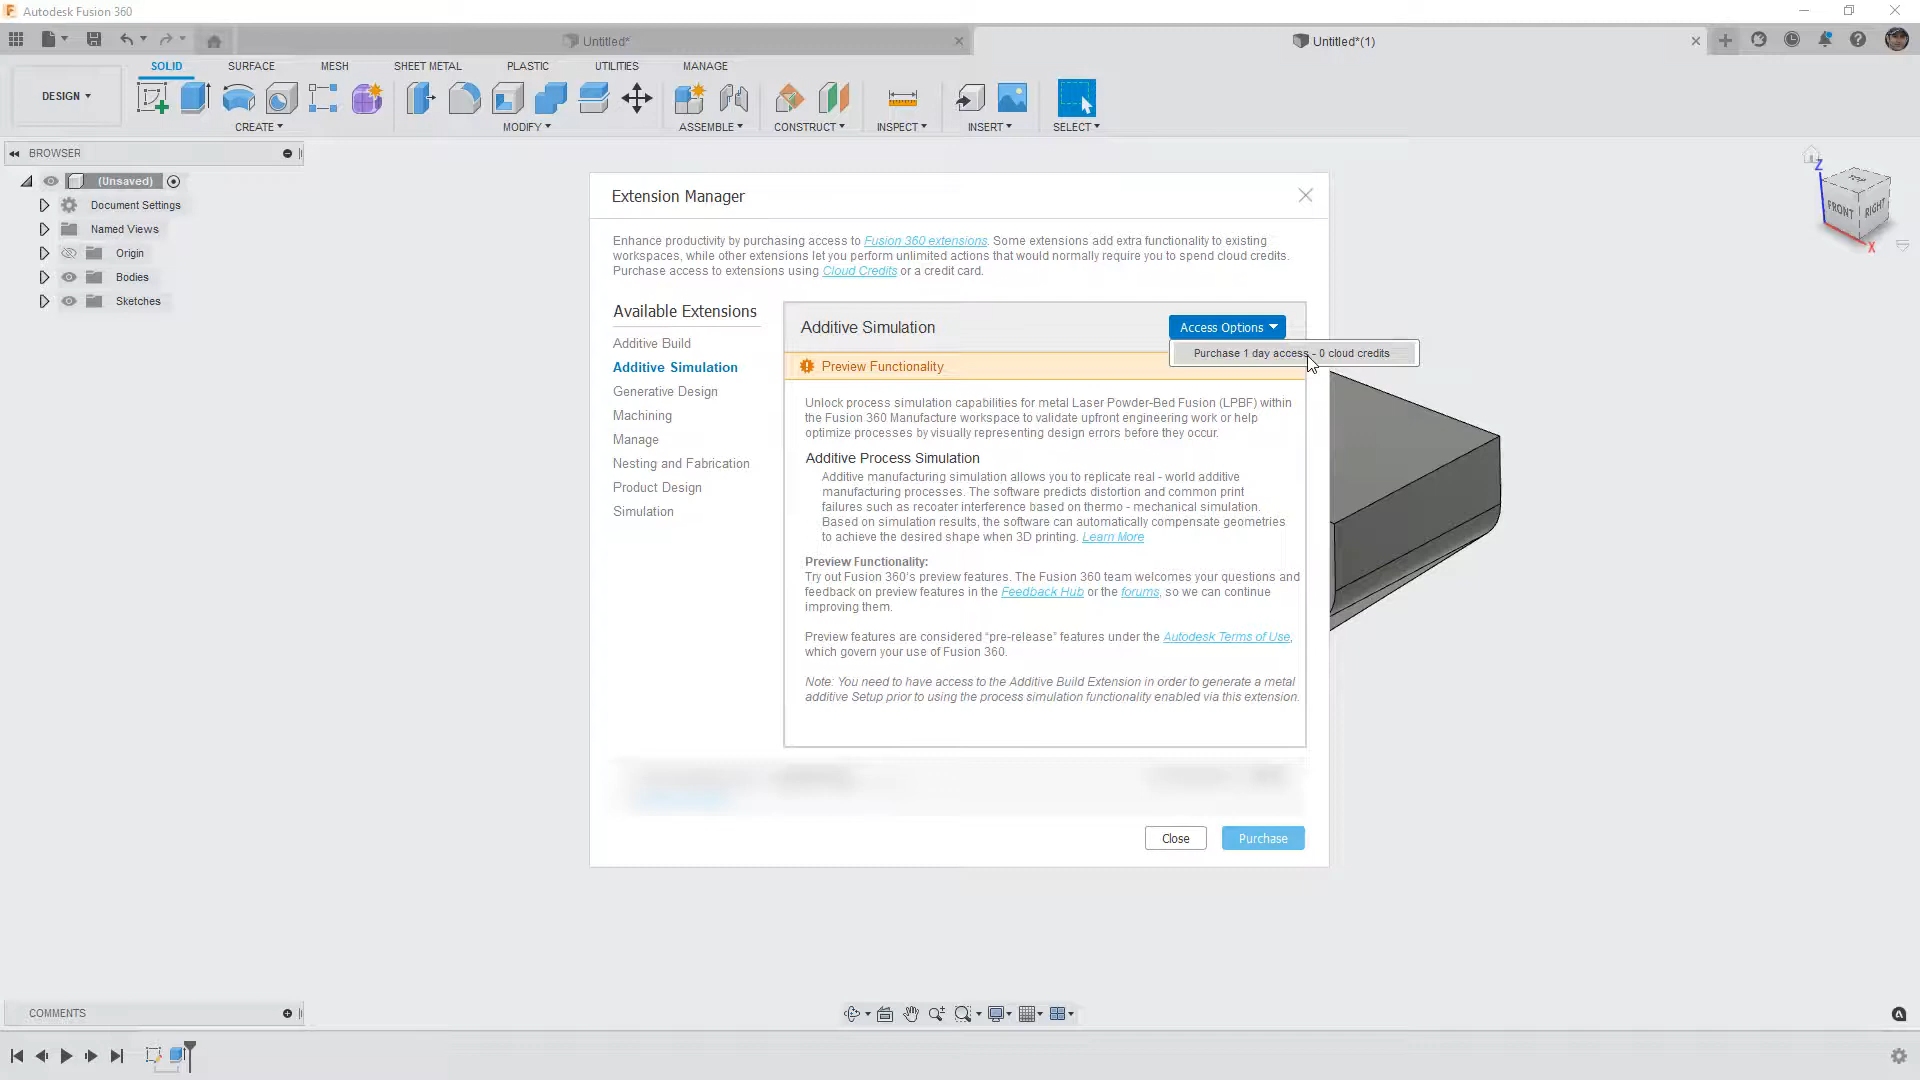 Autodesk Fusion 360
Untitled*
Untitled*(1)
DESIGN
SOLID
SURFACE
MESH
SHEET METAL
PLASTIC
UTILITIES
MANAGE
CREATE
MODIFY
ASSEMBLE
CONSTRUCT
INSPECT
INSERT
SELECT
BROWSER
(Unsaved)
Document Settings
Named Views
Origin
Bodies
Sketches
Z
TOP
FRONT
RIGHT
X
Extension Manager
Enhance productivity by purchasing access to Fusion 360 extensions. Some extensions add extra functionality to existing
workspaces, while other extensions let you perform unlimited actions that would normally require you to spend cloud credits.
Purchase access to extensions using Cloud Credits or a credit card.
Available Extensions
Additive Build
Additive Simulation
Generative Design
Machining
Manage
Nesting and Fabrication
Product Design
Simulation
Additive Simulation
Access Options
Purchase 1 day access - 0 cloud credits
Preview Functionality
Unlock process simulation capabilities for metal Laser Powder-Bed Fusion (LPBF) within
the Fusion 360 Manufacture workspace to validate upfront engineering work or help
optimize processes by visually representing design errors before they occur.
Additive Process Simulation
Additive manufacturing simulation allows you to replicate real - world additive
manufacturing processes. The software predicts distortion and common print
failures such as recoater interference based on thermo - mechanical simulation.
Based on simulation results, the software can automatically compensate geometries
to achieve the desired shape when 3D printing. Learn More
Preview Functionality:
Try out Fusion 360's preview features. The Fusion 360 team welcomes your questions and
feedback on preview features in the Feedback Hub or the forums, so we can continue
improving them.
Preview features are considered “pre-release” features under the Autodesk Terms of Use,
which govern your use of Fusion 360.
Note: You need to have access to the Additive Build Extension in order to generate a metal
additive Setup prior to using the process simulation functionality enabled via this extension.
Close
Purchase
COMMENTS